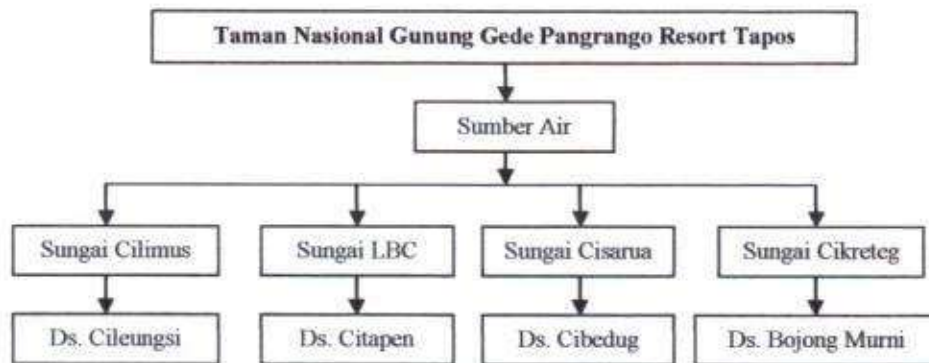 Taman Nasional Gunung Gede Pangrango Resort Tapos
Sumber Air
Sungai Cilimus
Sungai LBC
Sungai Cisarua
Sungai Cikreteg
Ds. Cileungsi
Ds. Citapen
Ds. Cibedug
Ds. Bojong Murni